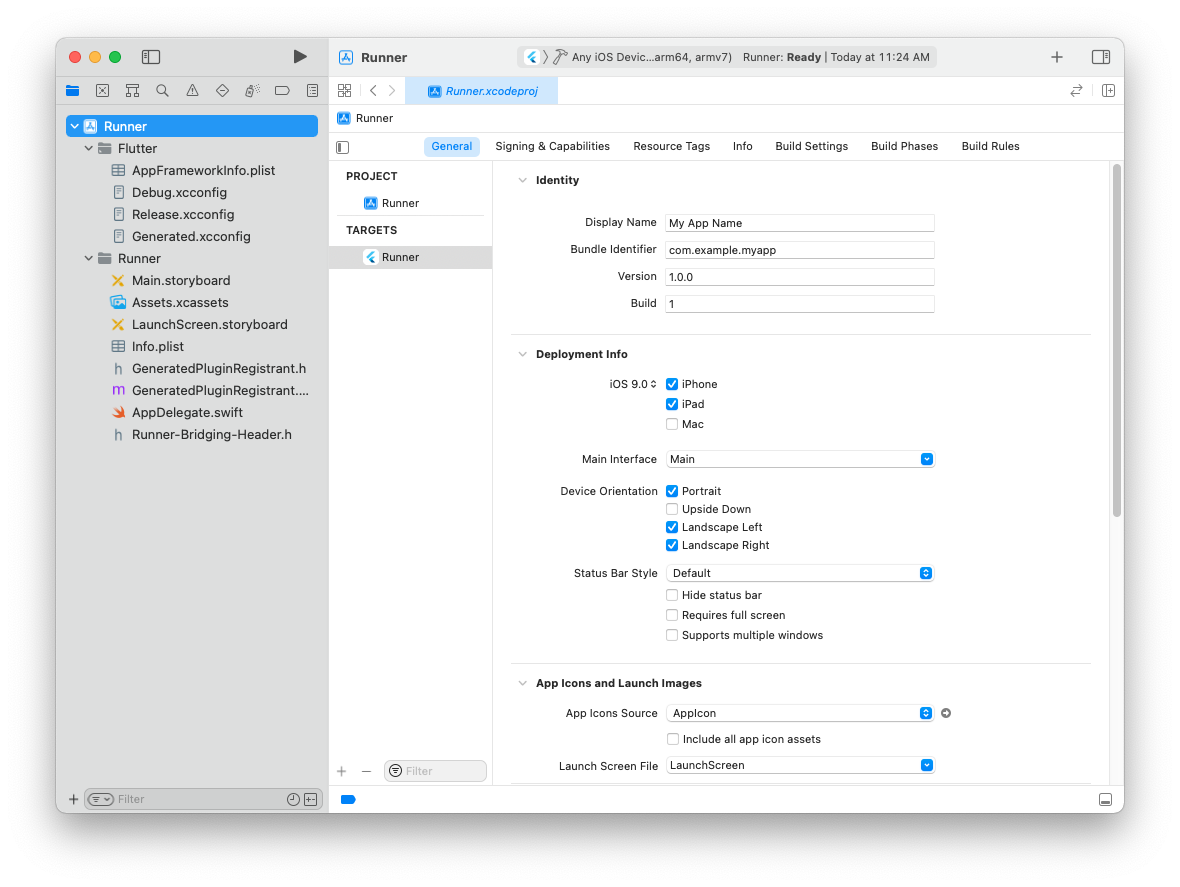 Runner
Any iOS Devic...arm64, armv7)
Runner: Ready | Today at 11:24 AM
Runner.xcodeproj
Runner
Runner
Flutter
AppFrameworkInfo.plist
Debug.xcconfig
Release.xcconfig
Generated.xcconfig
Runner
Main.storyboard
Assets.xcassets
LaunchScreen.storyboard
Info.plist
h GeneratedPluginRegistrant.h
m GeneratedPluginRegistrant....
AppDelegate.swift
h Runner-Bridging-Header.h
Filter
General Signing & Capabilities Resource Tags Info Build Settings Build Phases Build Rules
PROJECT
Runner
TARGETS
Runner
Filter
Identity
Display Name My App Name
Bundle Identifier com.example.myapp
Version 1.0.0
Build 1
Deployment Info
iOS 9.0 iPhone
iPad
Mac
Main Interface Main
Device Orientation Portrait
Upside Down
Landscape Left
Landscape Right
Status Bar Style Default
Hide status bar
Requires full screen
Supports multiple windows
App Icons and Launch Images
App Icons Source AppIcon
Include all app icon assets
Launch Screen File LaunchScreen